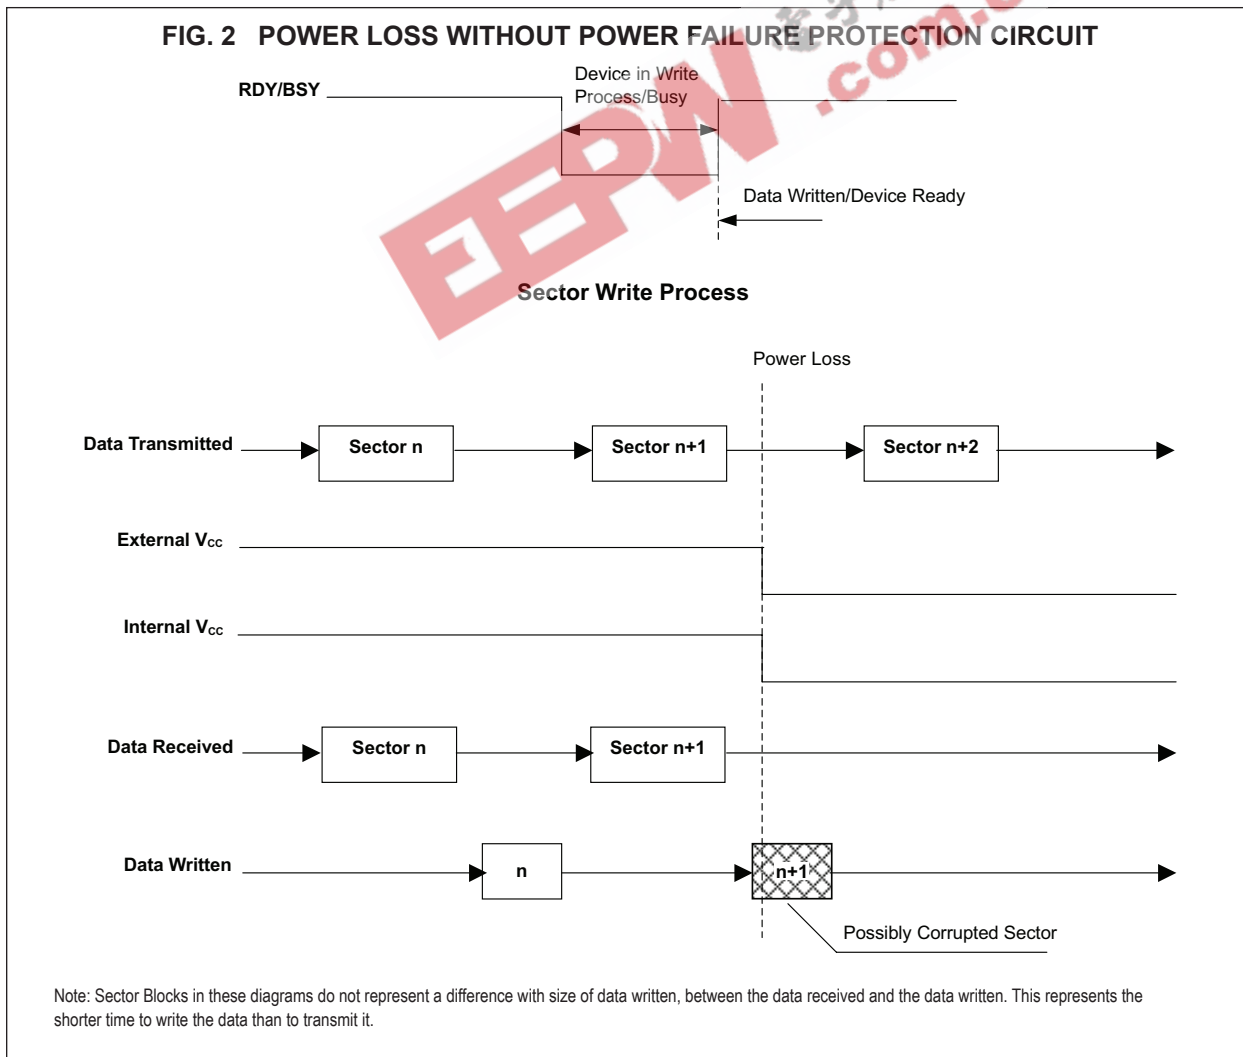 FIG. 2 POWER LOSS WITHOUT POWER FAILURE PROTECTION CIRCUIT
RDY/BSY
Device in Write
Process/Busy
Data Written/Device Ready
EEPW
.com.
Sector Write Process
Power Loss
Data Transmitted
Sector n
Sector n+1
Sector n+2
External Vcc
Internal Vcc
Data Received
Sector n
Sector n+1
Data Written
n
n+1
Possibly Corrupted Sector
Note: Sector Blocks in these diagrams do not represent a difference with size of data written, between the data received and the data written. This represents the
shorter time to write the data than to transmit it.